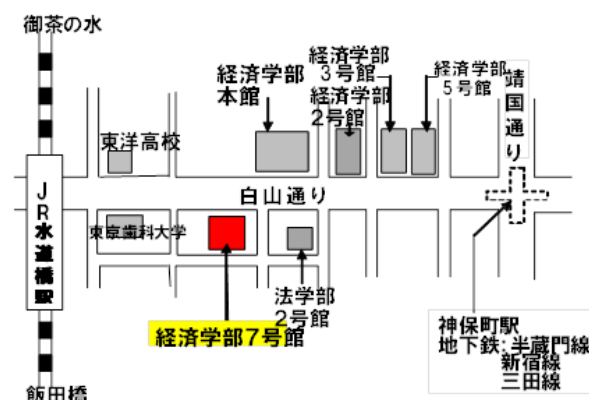 御茶の水
経済学部
本館
経済学部
3号館
経済学部
2号館
経済学部
5号館
靖国通り
東洋高校
白山通り
JR水道橋駅
東京歯科大学
法学部
2号館
経済学部7号館
神保町駅
地下鉄:半蔵門線
新宿線
三田線
飯田橋